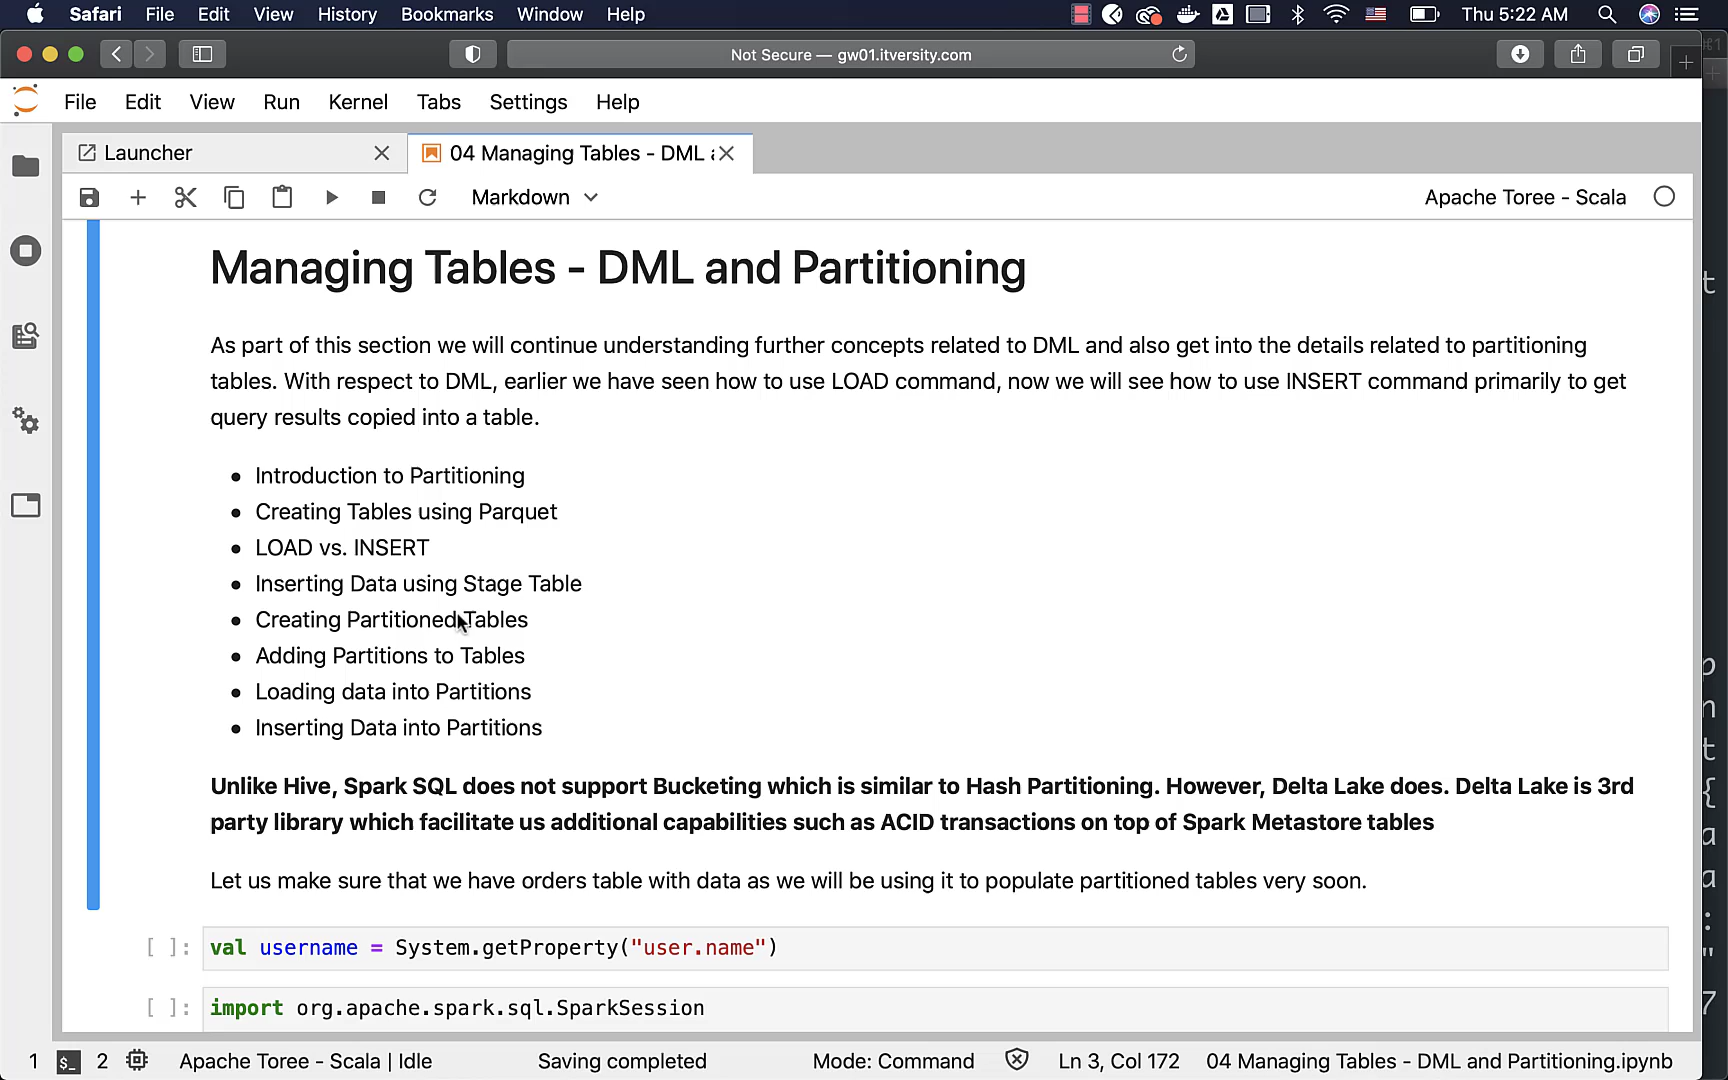 Safari File Edit View History Bookmarks Window Help Thu 5:22 AM
Not Secure — gw01.itversity.com
File Edit View Run Kernel Tabs Settings Help
Launcher 04 Managing Tables - DML
Markdown Apache Toree - Scala
Managing Tables - DML and Partitioning
As part of this section we will continue understanding further concepts related to DML and also get into the details related to partitioning
tables. With respect to DML, earlier we have seen how to use LOAD command, now we will see how to use INSERT command primarily to get
query results copied into a table.
• Introduction to Partitioning
• Creating Tables using Parquet
• LOAD vs. INSERT
• Inserting Data using Stage Table
• Creating Partitioned Tables
• Adding Partitions to Tables
• Loading data into Partitions
• Inserting Data into Partitions
Unlike Hive, Spark SQL does not support Bucketing which is similar to Hash Partitioning. However, Delta Lake does. Delta Lake is 3rd
party library which facilitate us additional capabilities such as ACID transactions on top of Spark Metastore tables
Let us make sure that we have orders table with data as we will be using it to populate partitioned tables very soon.
[ ]: val username = System.getProperty("user.name")
[ ]: import org.apache.spark.sql.SparkSession
1 $_ 2 Apache Toree - Scala | Idle Saving completed Mode: Command Ln 3, Col 172 04 Managing Tables - DML and Partitioning.ipynb